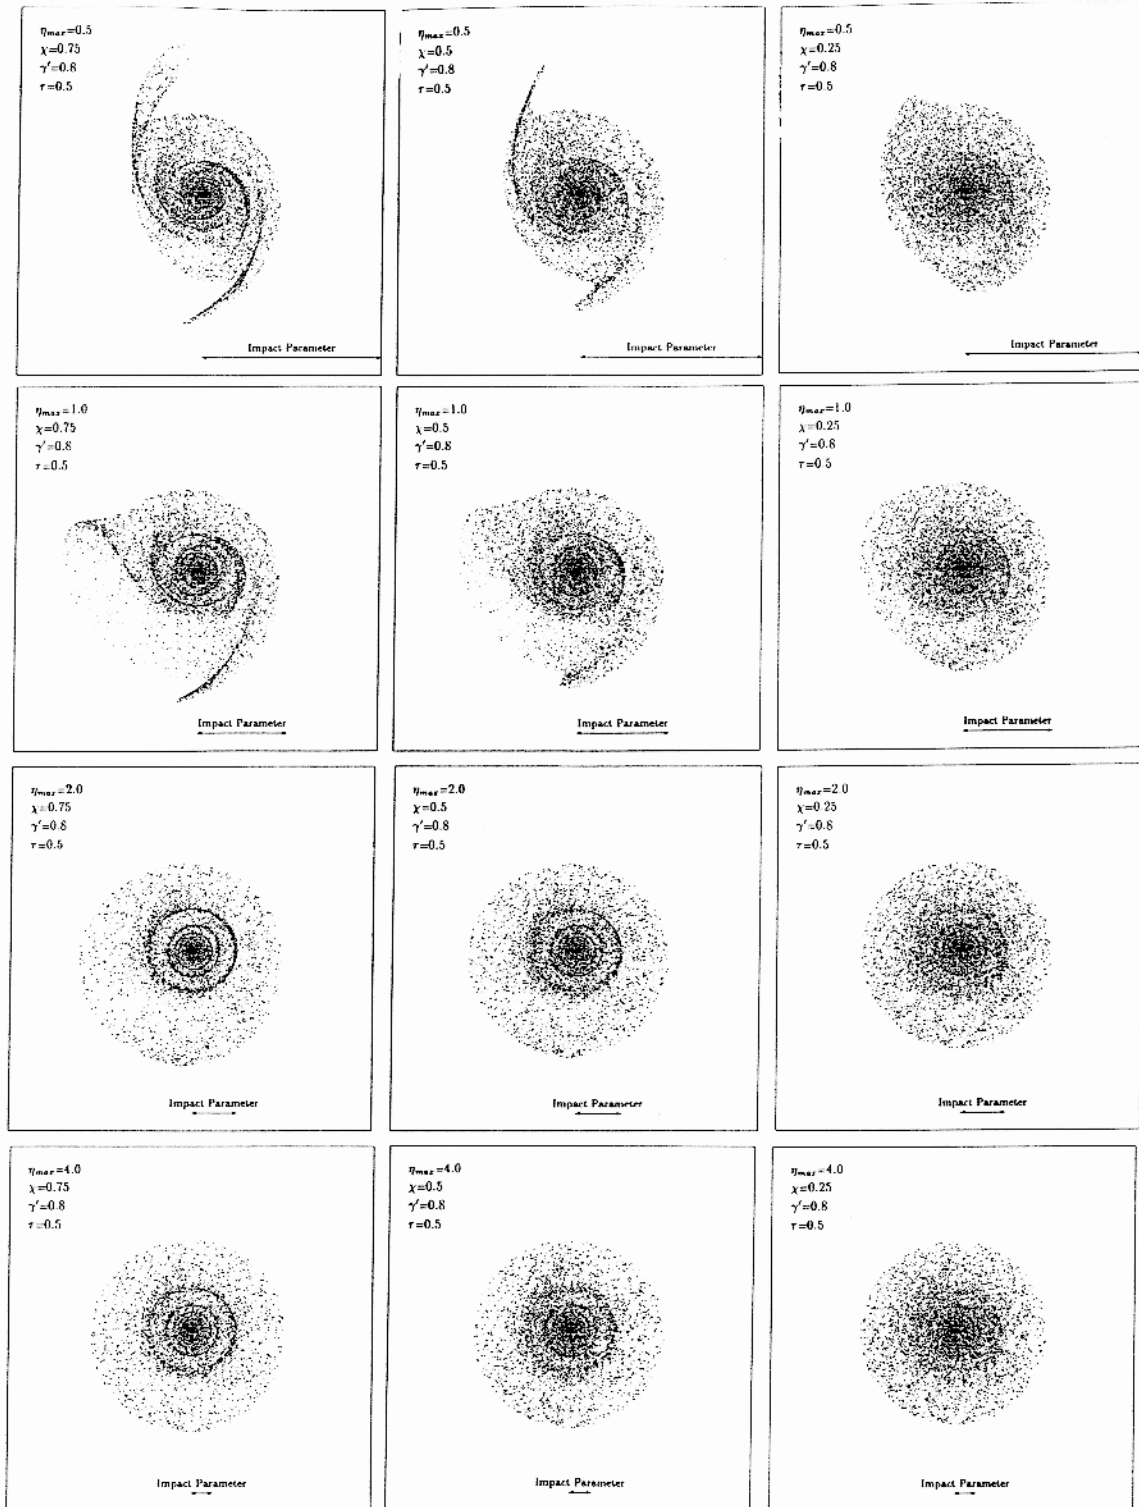 η_max=0.5
χ=0.75
γ′=0.8
τ=0.5
Impact Parameter
η_max=0.5
χ=0.5
γ′=0.8
τ=0.5
Impact Parameter
η_max=0.5
χ=0.25
γ′=0.8
τ=0.5
Impact Parameter
η_max=1.0
χ=0.75
γ′=0.8
τ=0.5
Impact Parameter
η_max=1.0
χ=0.5
γ′=0.8
τ=0.5
Impact Parameter
η_max=1.0
χ=0.25
γ′=0.8
τ=0.5
Impact Parameter
η_max=2.0
χ=0.75
γ′=0.8
τ=0.5
Impact Parameter
η_max=2.0
χ=0.5
γ′=0.8
τ=0.5
Impact Parameter
η_max=2.0
χ=0.25
γ′=0.8
τ=0.5
Impact Parameter
η_max=4.0
χ=0.75
γ′=0.8
τ=0.5
Impact Parameter
η_max=4.0
χ=0.5
γ′=0.8
τ=0.5
Impact Parameter
η_max=4.0
χ=0.25
γ′=0.8
τ=0.5
Impact Parameter